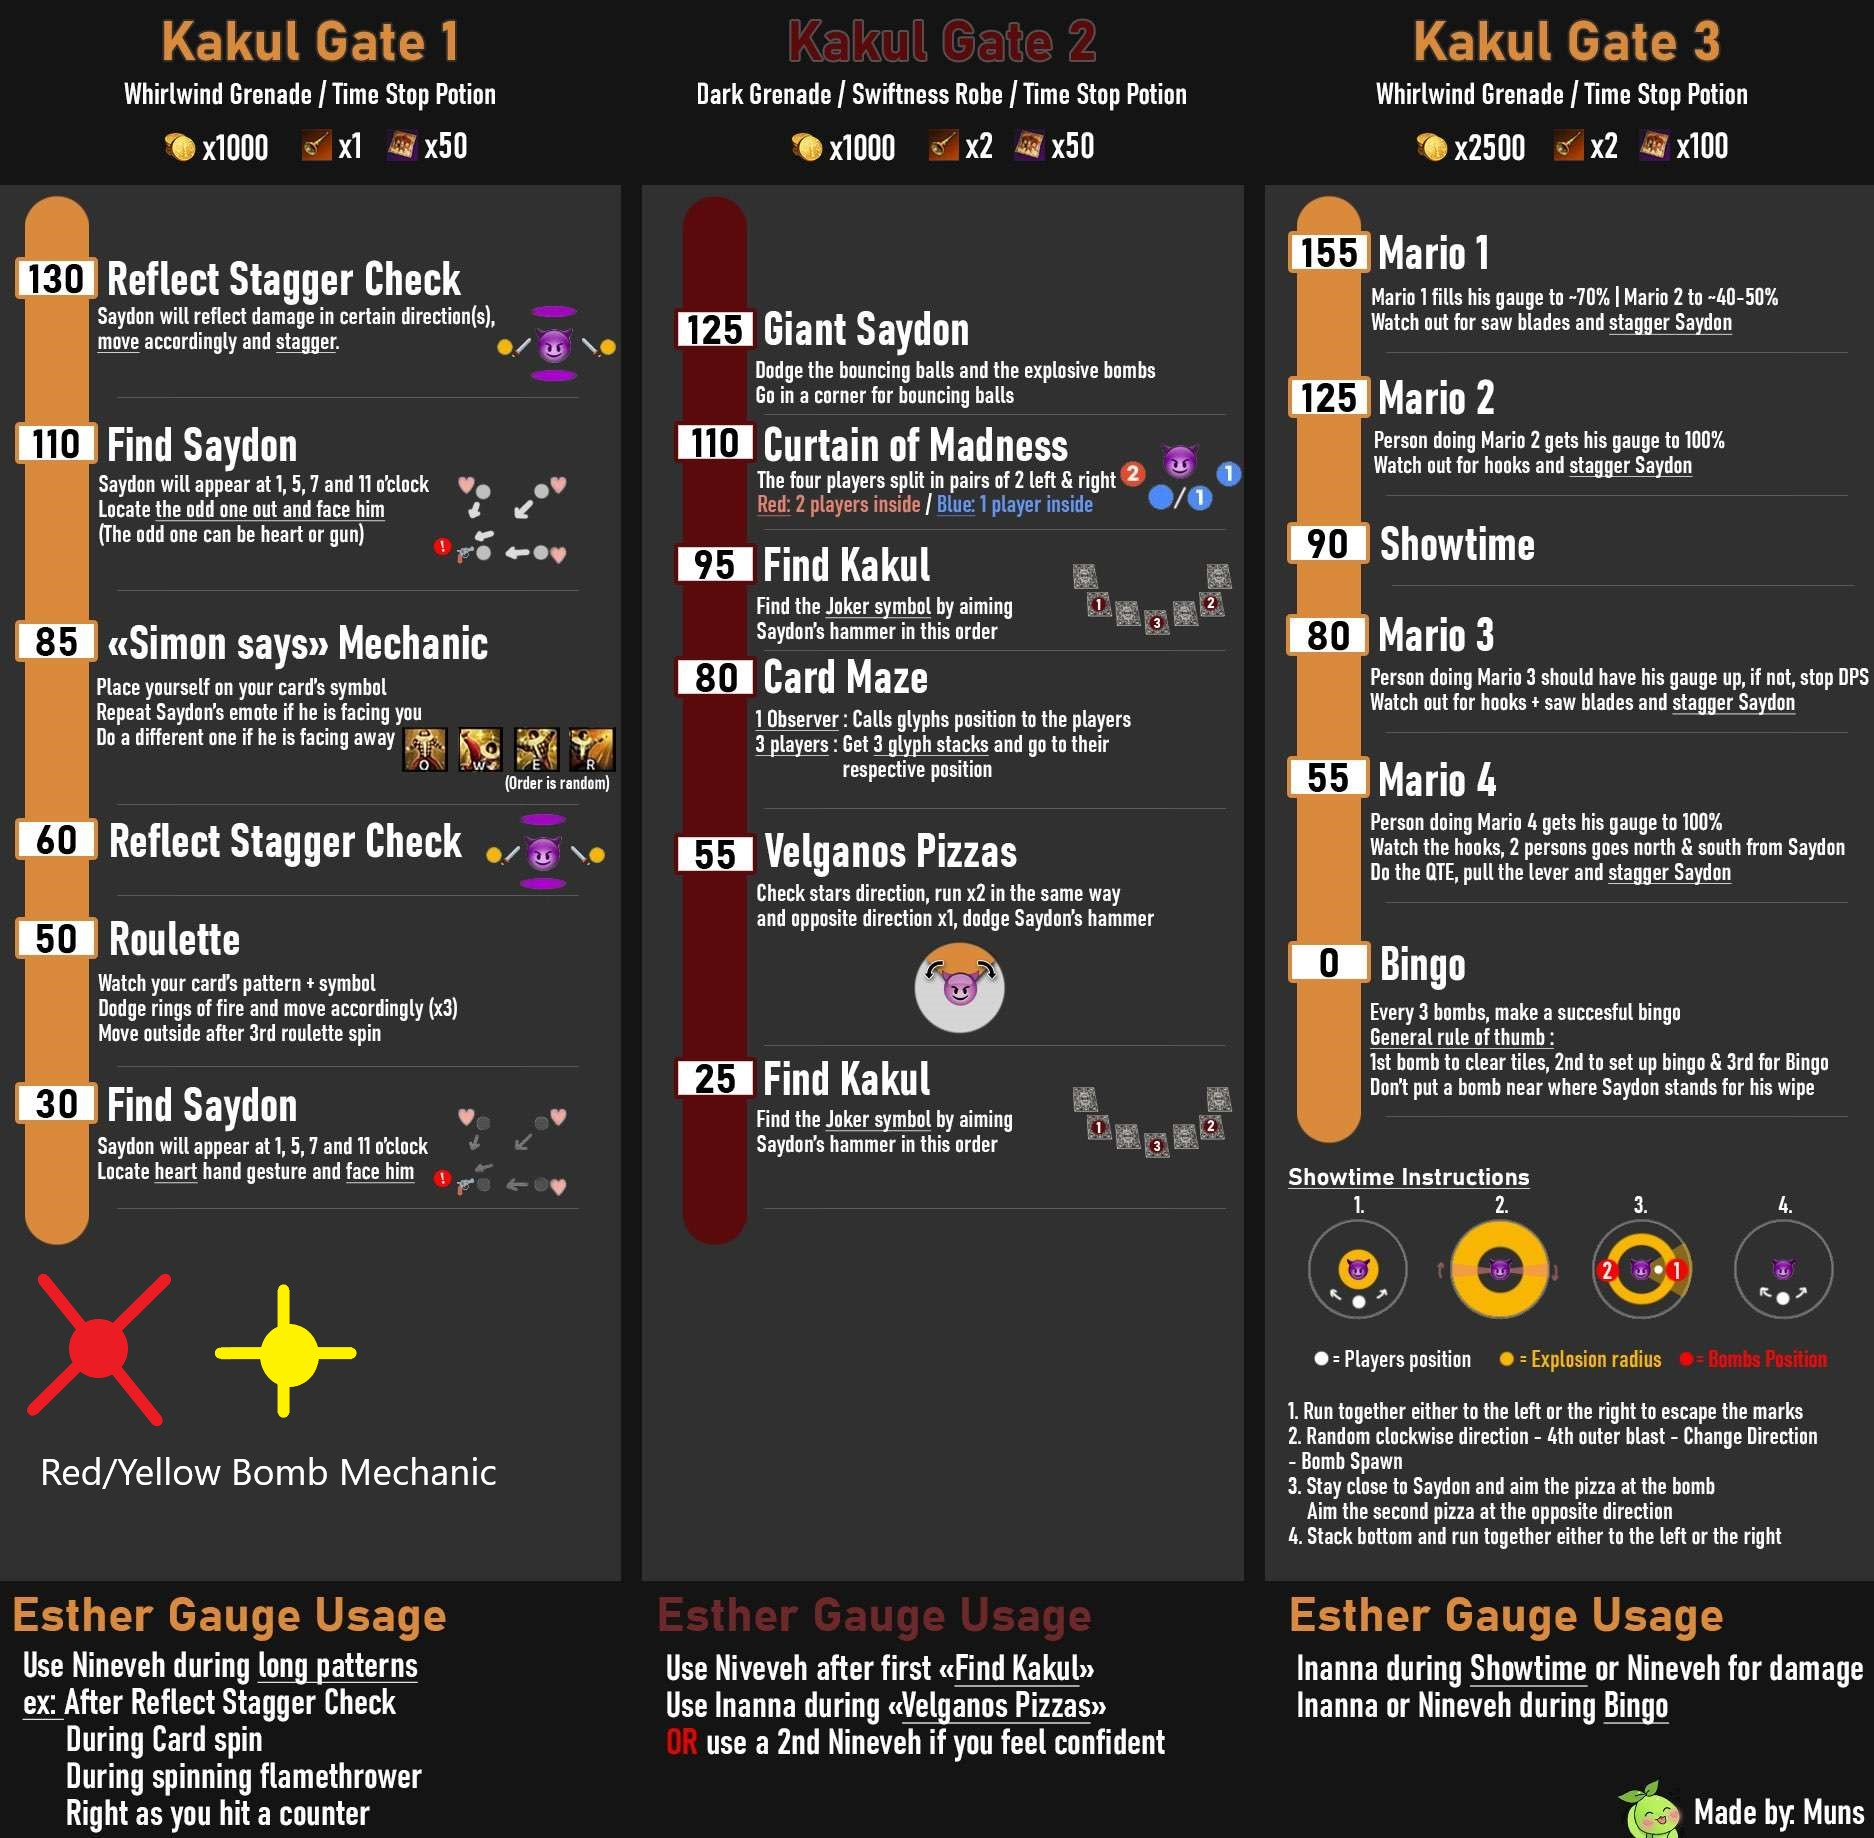 Kakul Gate 1
Whirlwind Grenade / Time Stop Potion
x1000 x1 x50
130 Reflect Stagger Check
Saydon will reflect damage in certain direction(s),
move accordingly and stagger.
110 Find Saydon
Saydon will appear at 1, 5, 7 and 11 o'clock
Locate the odd one out and face him
(The odd one can be heart or gun)
!
85 «Simon says» Mechanic
Place yourself on your card's symbol
Repeat Saydon's emote if he is facing you
Do a different one if he is facing away
Q W E R
(Order is random)
60 Reflect Stagger Check
50 Roulette
Watch your card's pattern + symbol
Dodge rings of fire and move accordingly (x3)
Move outside after 3rd roulette spin
30 Find Saydon
Saydon will appear at 1, 5, 7 and 11 o'clock
Locate heart hand gesture and face him
!
Red/Yellow Bomb Mechanic
Esther Gauge Usage
Use Nineveh during long patterns
ex: After Reflect Stagger Check
During Card spin
During spinning flamethrower
Right as you hit a counter
Kakul Gate 2
Dark Grenade / Swiftness Robe / Time Stop Potion
x1000 x2 x50
125 Giant Saydon
Dodge the bouncing balls and the explosive bombs
Go in a corner for bouncing balls
110 Curtain of Madness
The four players split in pairs of 2 left & right
Red: 2 players inside / Blue: 1 player inside
2 1
/ 1
95 Find Kakul
Find the Joker symbol by aiming
Saydon's hammer in this order
1 2
3
80 Card Maze
1 Observer : Calls glyphs position to the players
3 players : Get 3 glyph stacks and go to their
respective position
55 Velganos Pizzas
Check stars direction, run x2 in the same way
and opposite direction x1, dodge Saydon's hammer
25 Find Kakul
Find the Joker symbol by aiming
Saydon's hammer in this order
1 2
3
Esther Gauge Usage
Use Niveveh after first «Find Kakul»
Use Inanna during «Velganos Pizzas»
OR use a 2nd Nineveh if you feel confident
Kakul Gate 3
Whirlwind Grenade / Time Stop Potion
x2500 x2 x100
155 Mario 1
Mario 1 fills his gauge to ~70% | Mario 2 to ~40-50%
Watch out for saw blades and stagger Saydon
125 Mario 2
Person doing Mario 2 gets his gauge to 100%
Watch out for hooks and stagger Saydon
90 Showtime
80 Mario 3
Person doing Mario 3 should have his gauge up, if not, stop DPS
Watch out for hooks + saw blades and stagger Saydon
55 Mario 4
Person doing Mario 4 gets his gauge to 100%
Watch the hooks, 2 persons goes north & south from Saydon
Do the QTE, pull the lever and stagger Saydon
0 Bingo
Every 3 bombs, make a succesful bingo
General rule of thumb :
1st bomb to clear tiles, 2nd to set up bingo & 3rd for Bingo
Don't put a bomb near where Saydon stands for his wipe
Showtime Instructions
1. 2. 3. 4.
2 1
= Players position = Explosion radius = Bombs Position
1. Run together either to the left or the right to escape the marks
2. Random clockwise direction - 4th outer blast - Change Direction
- Bomb Spawn
3. Stay close to Saydon and aim the pizza at the bomb
Aim the second pizza at the opposite direction
4. Stack bottom and run together either to the left or the right
Esther Gauge Usage
Inanna during Showtime or Nineveh for damage
Inanna or Nineveh during Bingo
Made by: Muns